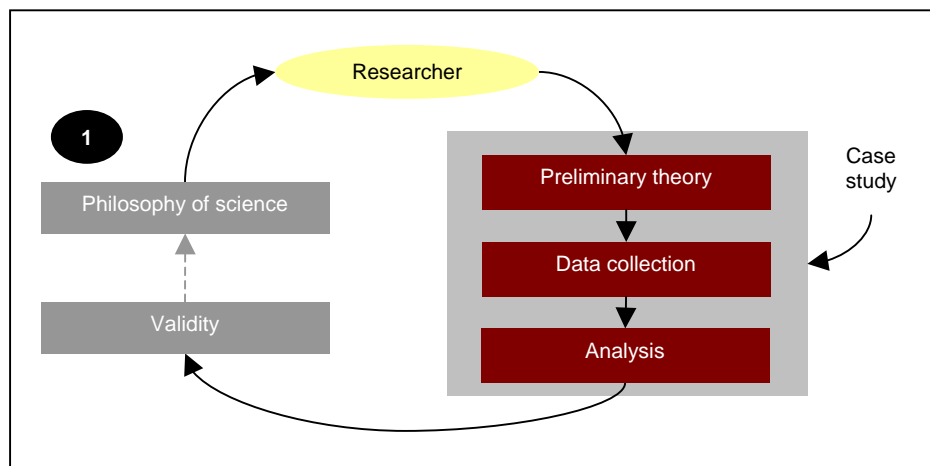 Researcher
1
Philosophy of science
Validity
Preliminary theory
Data collection
Analysis
Case
study